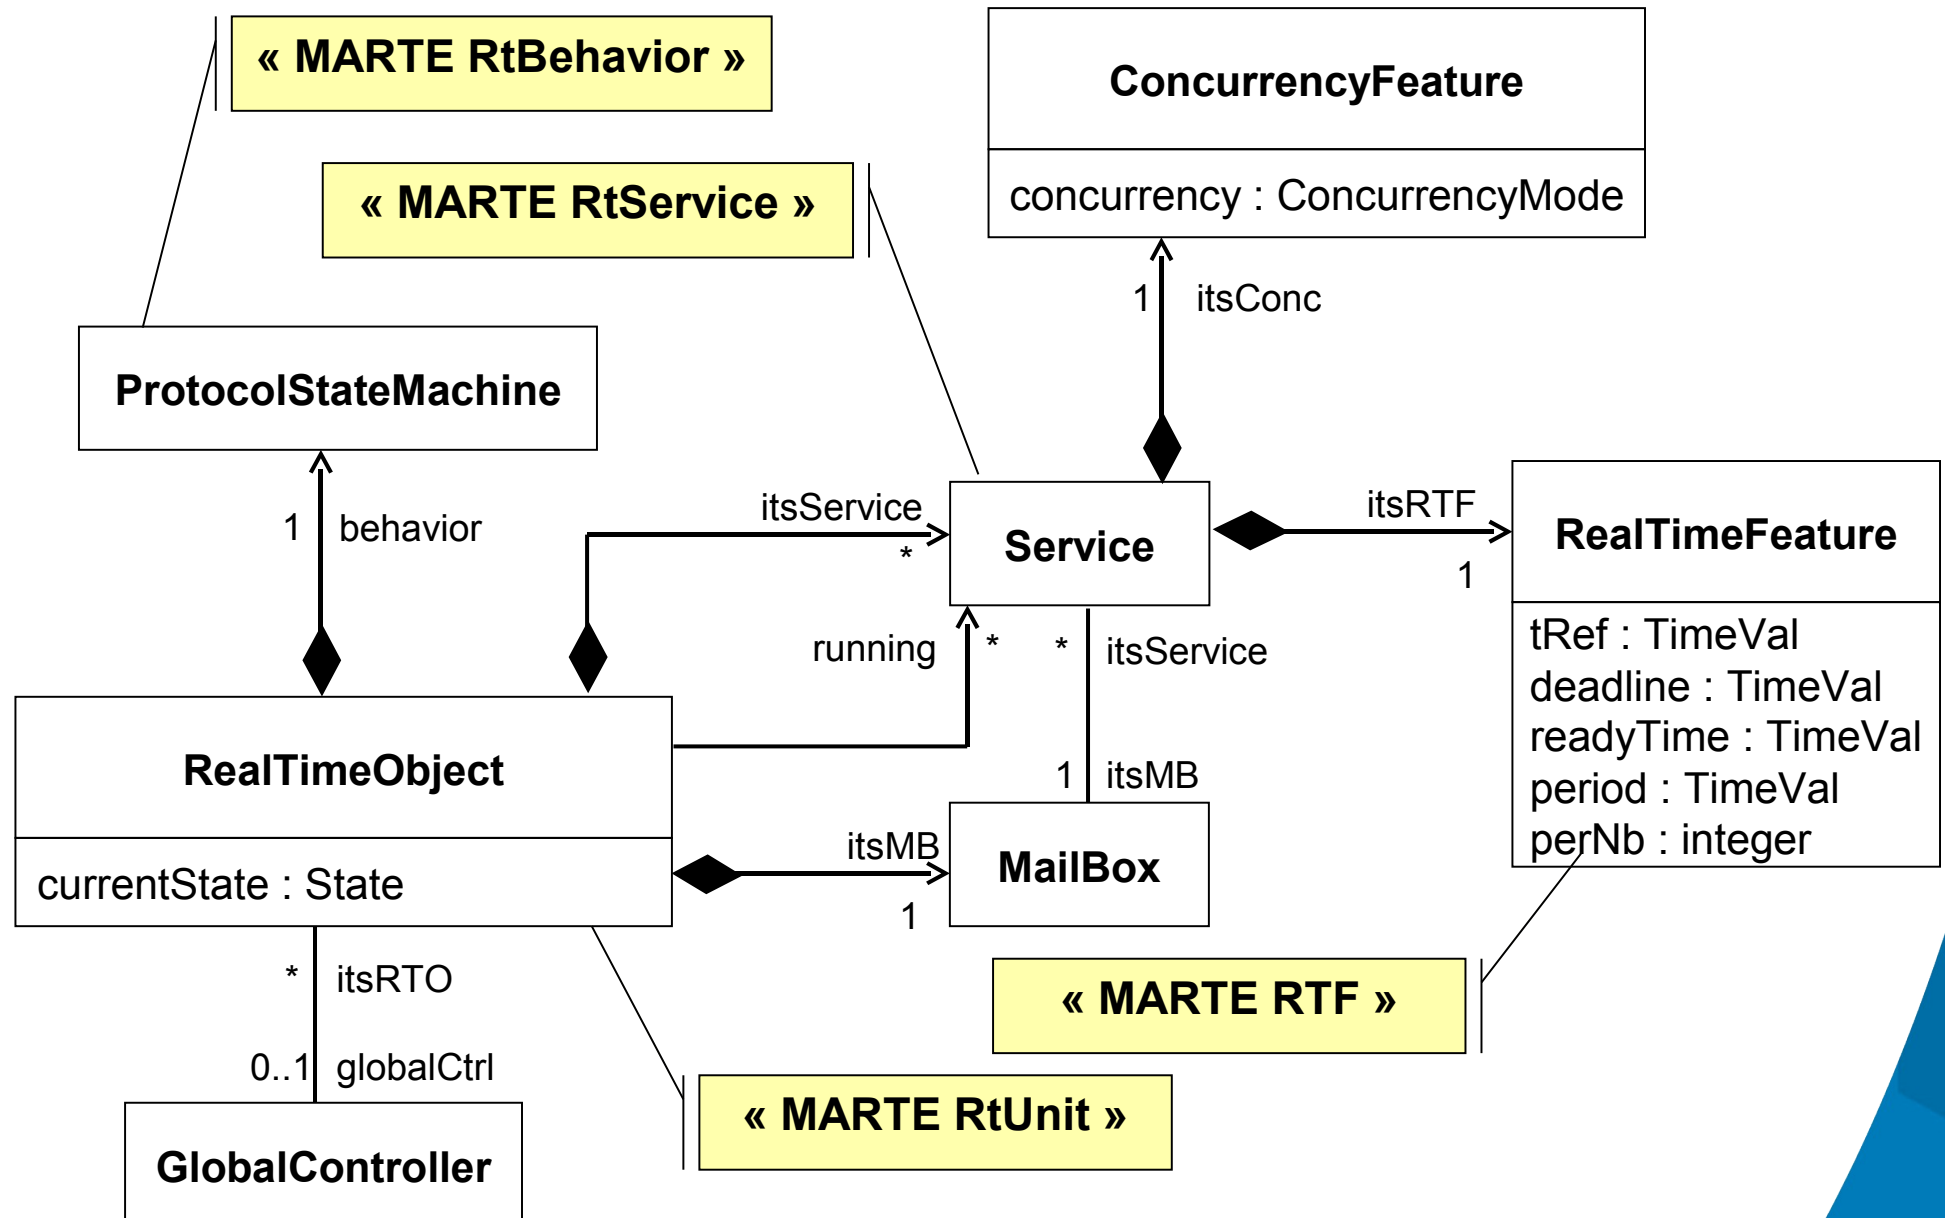 « MARTE RtBehavior »
ConcurrencyFeature
concurrency : ConcurrencyMode
« MARTE RtService »
1 itsConc
ProtocolStateMachine
1 behavior
itsService
*
Service
itsRTF
1
RealTimeFeature
tRef : TimeVal
deadline : TimeVal
readyTime : TimeVal
period : TimeVal
perNb : integer
running *
* itsService
RealTimeObject
currentState : State
1 itsMB
itsMB
1
MailBox
* itsRTO
0..1 globalCtrl
« MARTE RTF »
« MARTE RtUnit »
GlobalController